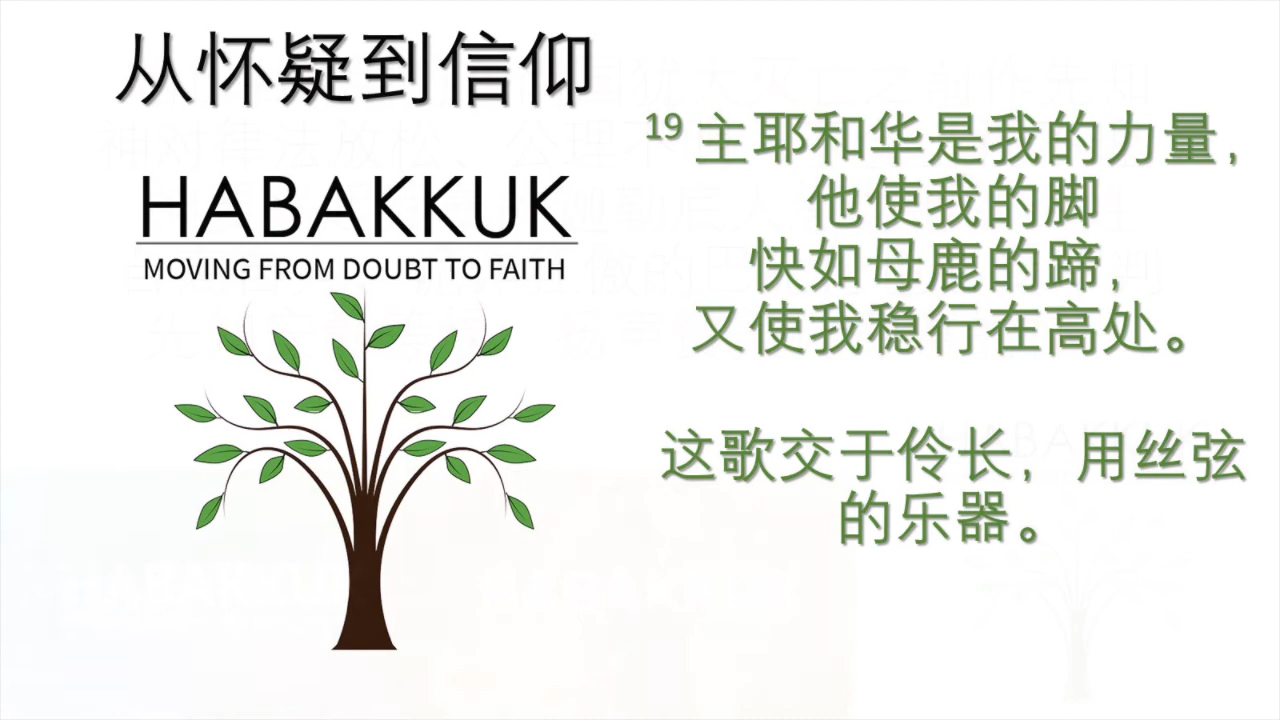 从怀疑到信仰
HABAKKUK
MOVING FROM DOUBT TO FAITH
19 主耶和华是我的力量，
他使我的脚
快如母鹿的蹄，
又使我稳行在高处。
这歌交于伶长，用丝弦
的乐器。